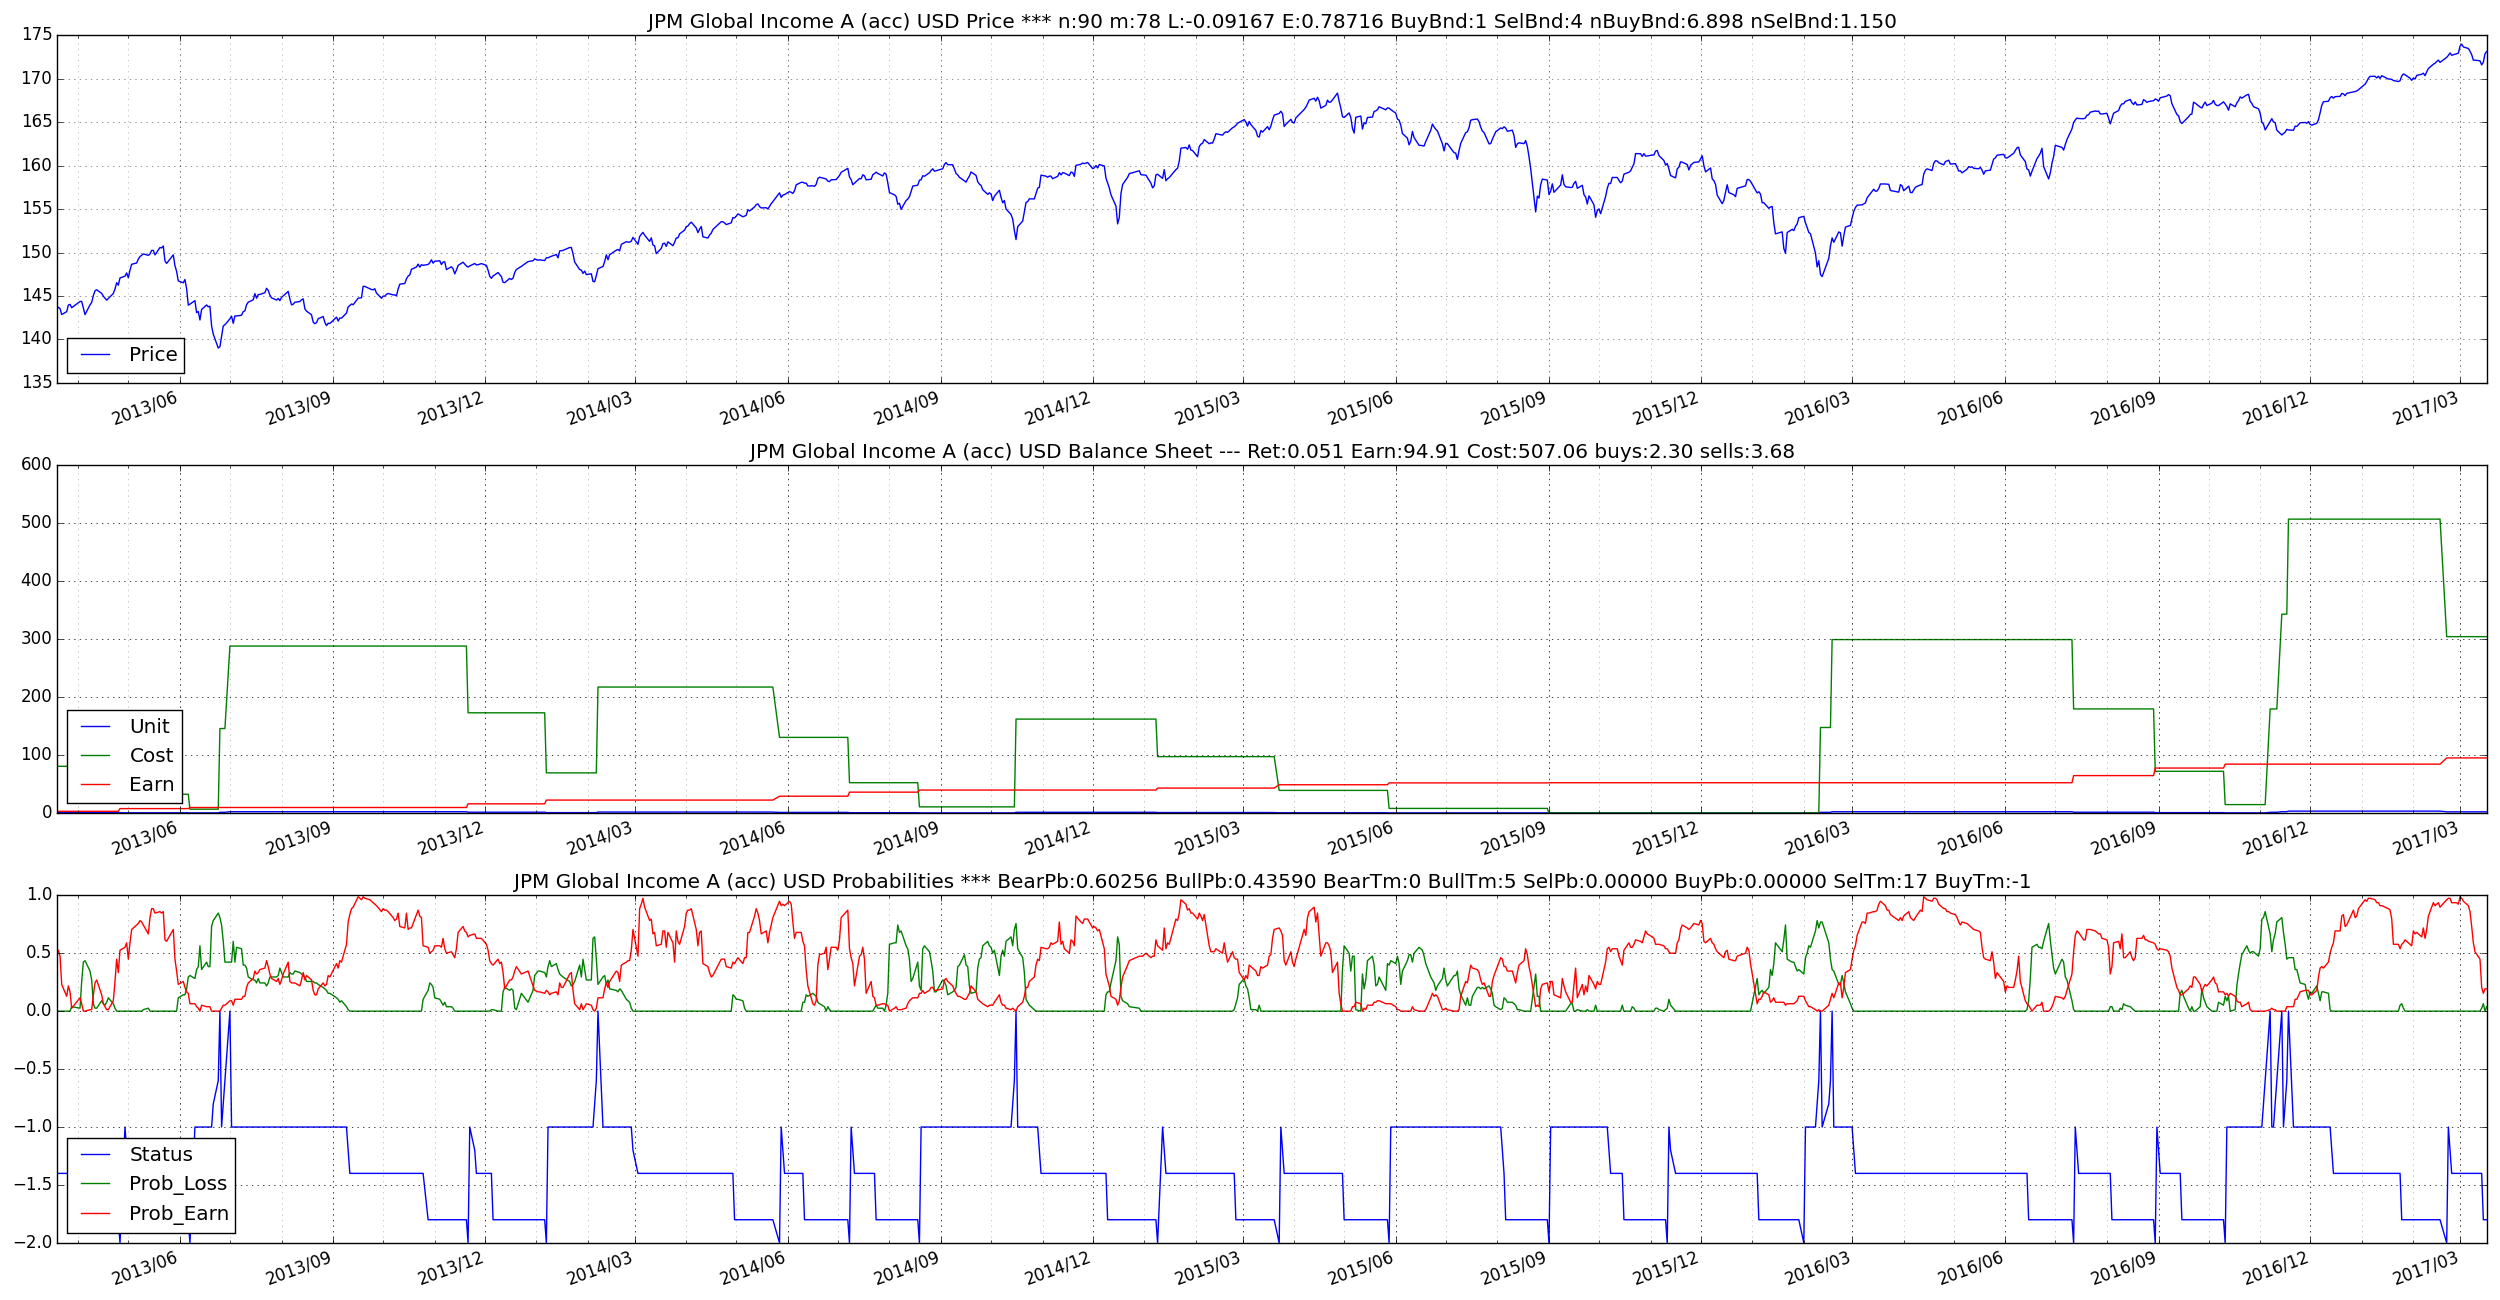 JPM Global Income A (acc) USD Price *** n:90 m:78 L:-0.09167 E:0.78716 BuyBnd:1 SelBnd:4 nBuyBnd:6.898 nSelBnd:1.150
175
170
165
160
155
150
145
140
135
Price
2013/06 2013/09 2013/12 2014/03 2014/06 2014/09 2014/12 2015/03 2015/06 2015/09 2015/12 2016/03 2016/06 2016/09 2016/12 2017/03
JPM Global Income A (acc) USD Balance Sheet --- Ret:0.051 Earn:94.91 Cost:507.06 buys:2.30 sells:3.68
600
500
400
300
200
100
0
Unit
Cost
Earn
2013/06 2013/09 2013/12 2014/03 2014/06 2014/09 2014/12 2015/03 2015/06 2015/09 2015/12 2016/03 2016/06 2016/09 2016/12 2017/03
JPM Global Income A (acc) USD Probabilities *** BearPb:0.60256 BullPb:0.43590 BearTm:0 BullTm:5 SelPb:0.00000 BuyPb:0.00000 SelTm:17 BuyTm:-1
1.0
0.5
0.0
−0.5
−1.0
−1.5
−2.0
Status
Prob_Loss
Prob_Earn
2013/06 2013/09 2013/12 2014/03 2014/06 2014/09 2014/12 2015/03 2015/06 2015/09 2015/12 2016/03 2016/06 2016/09 2016/12 2017/03